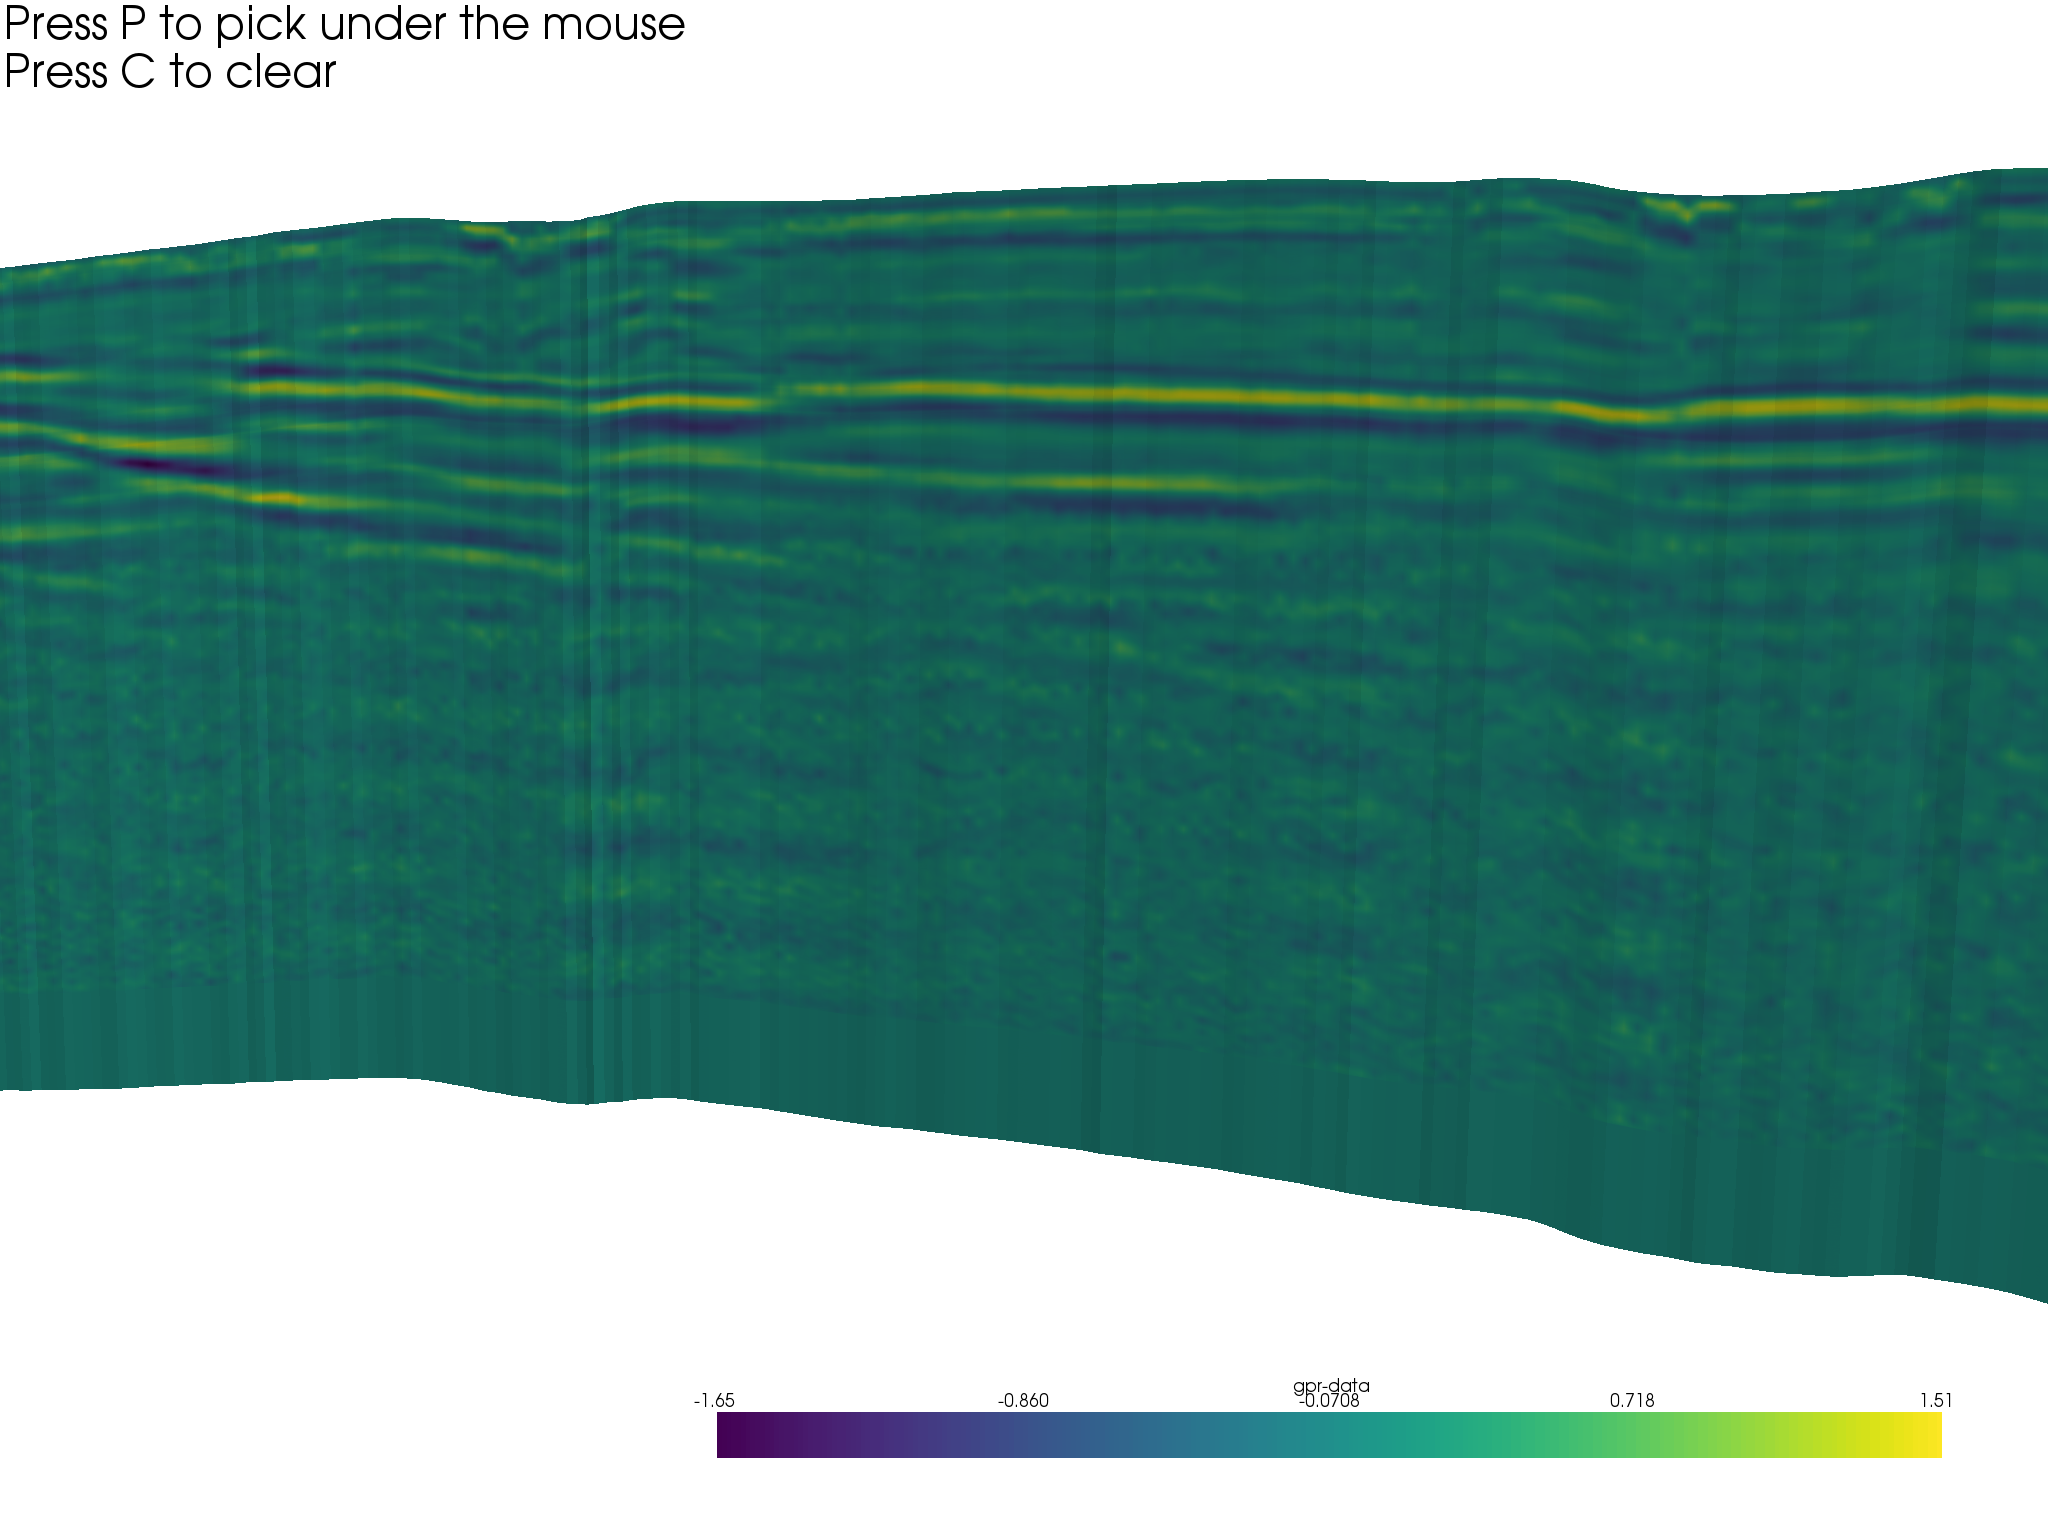 Press P to pick under the mouse
Press C to clear
gpr-data
-1.65 -0.860 -0.0708 0.718 1.51